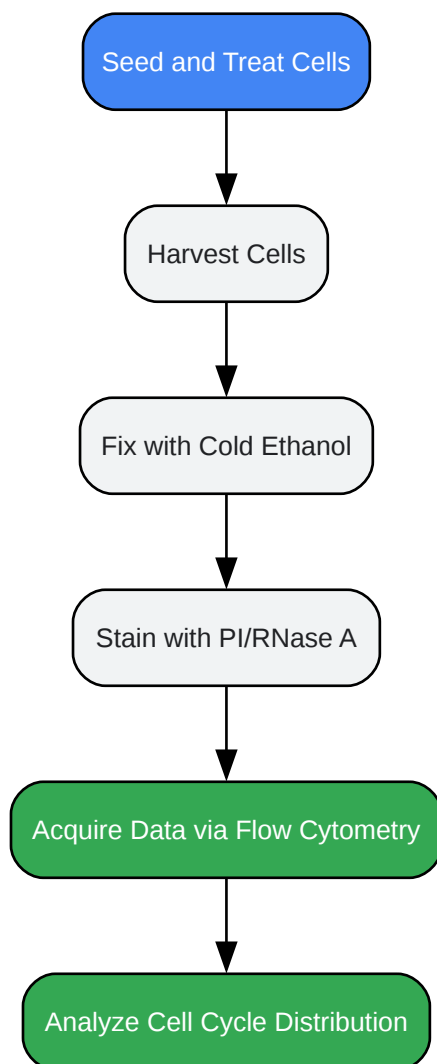 Seed and Treat Cells
Harvest Cells
Fix with Cold Ethanol
Stain with PI/RNase A
Acquire Data via Flow Cytometry
Analyze Cell Cycle Distribution